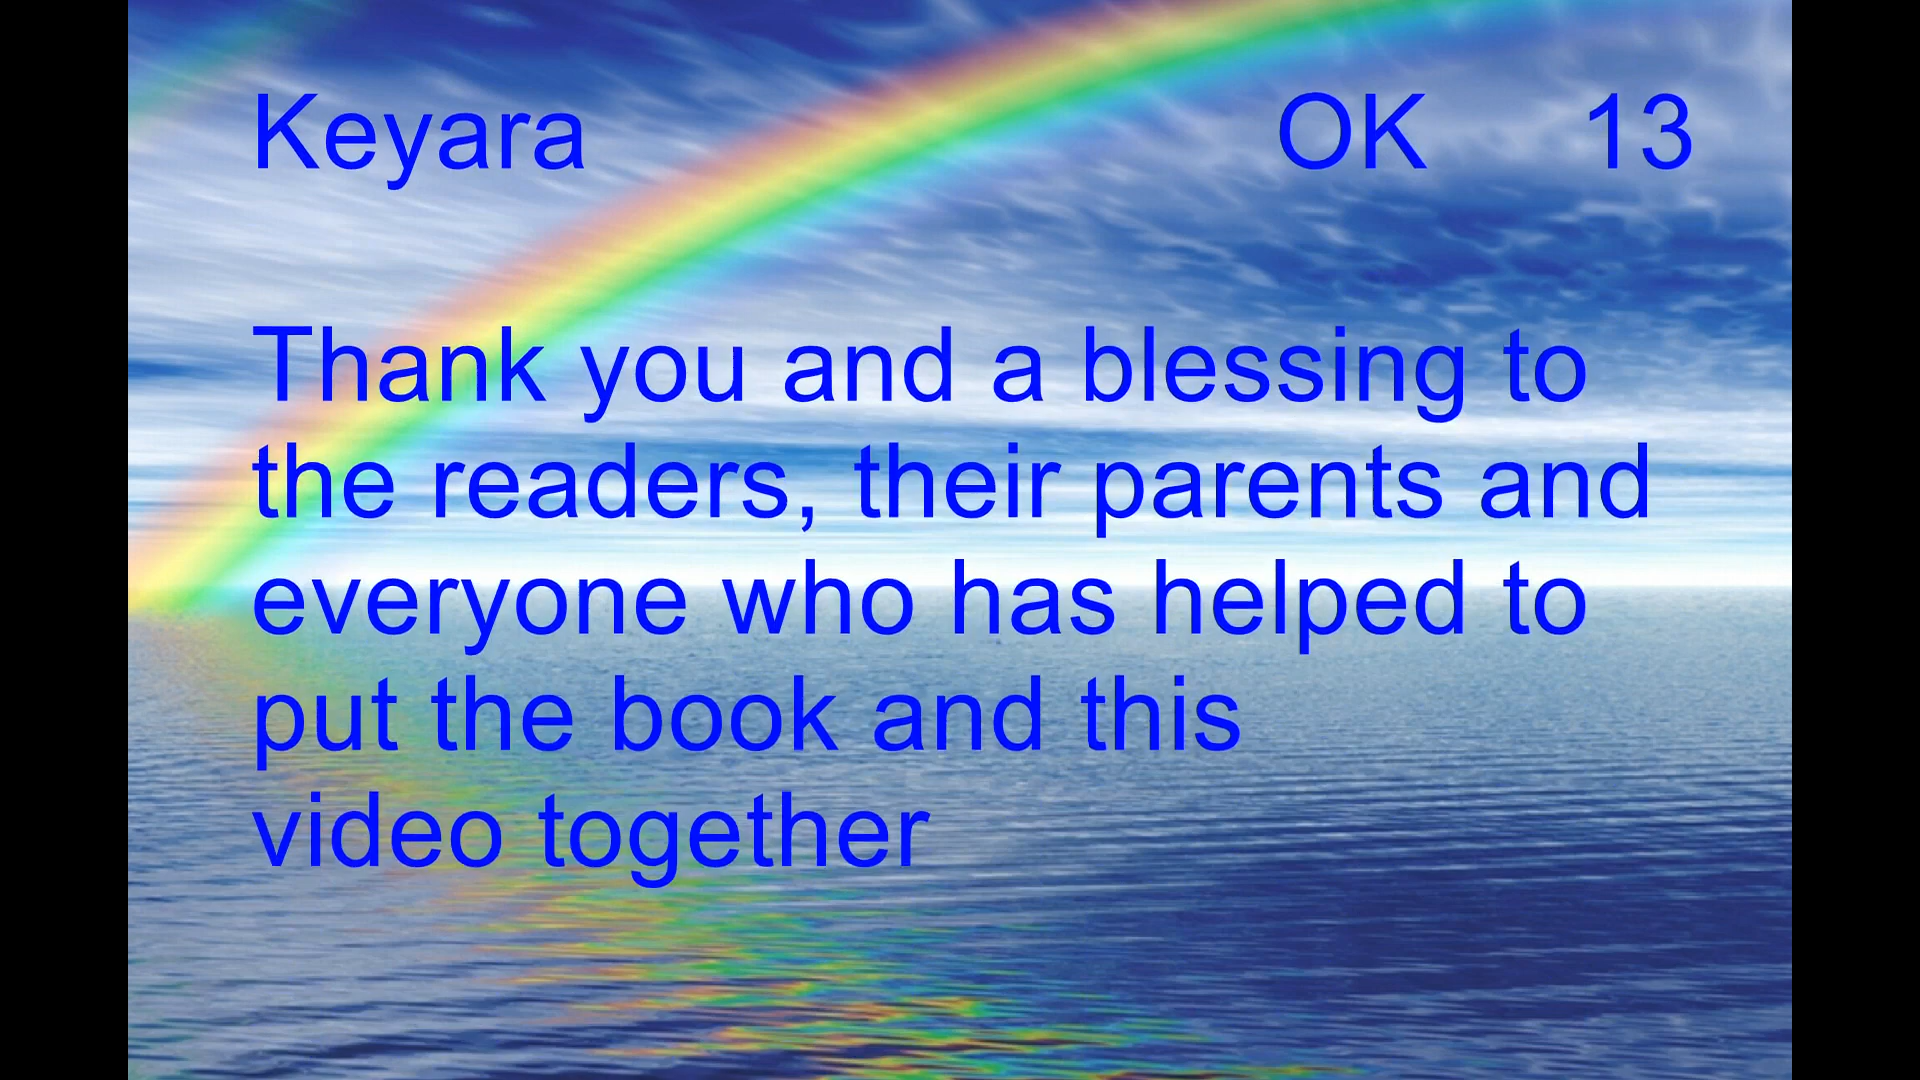 Keyara OK 13
Thank you and a blessing to
the readers, their parents and
everyone who has helped to
put the book and this
video together